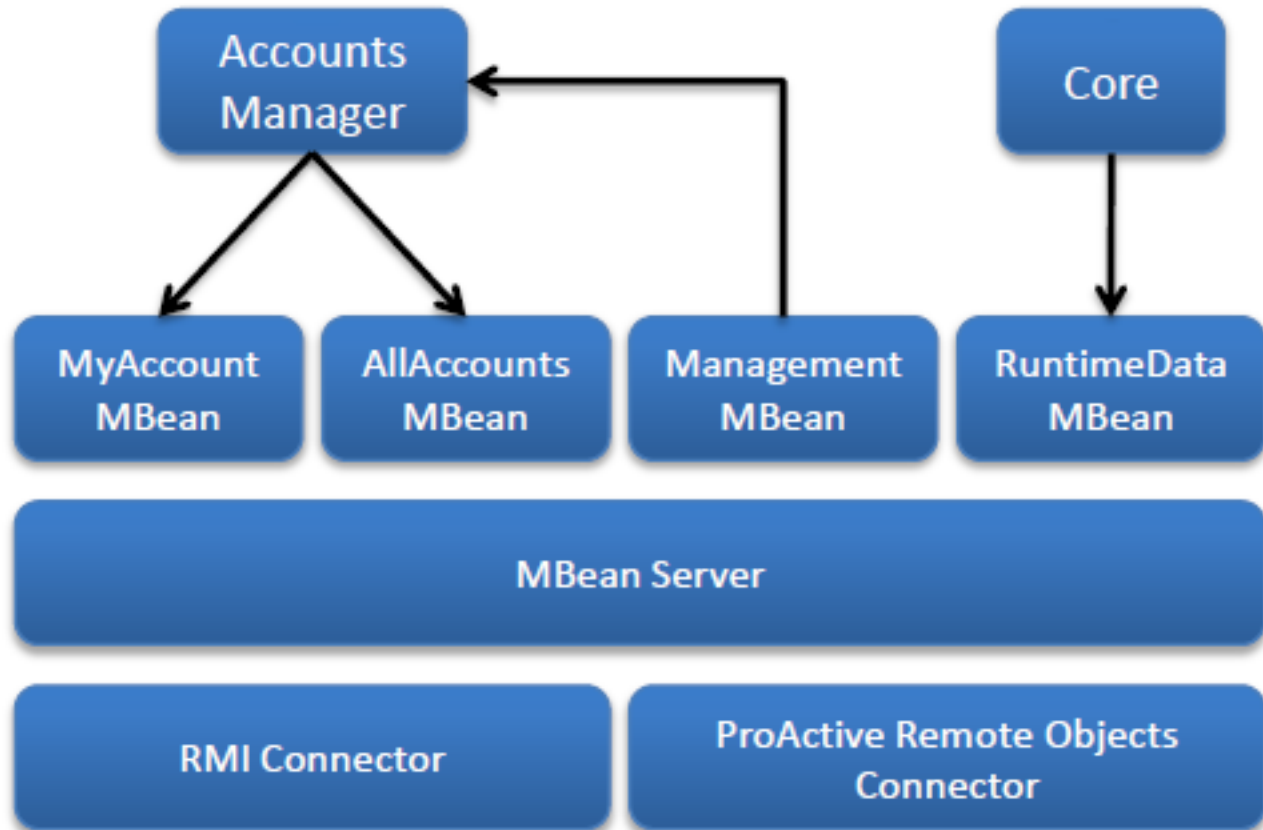 Accounts
Manager
Core
MyAccount
MBean
AllAccounts
MBean
Management
MBean
RuntimeData
MBean
MBean Server
RMI Connector
ProActive Remote Objects
Connector